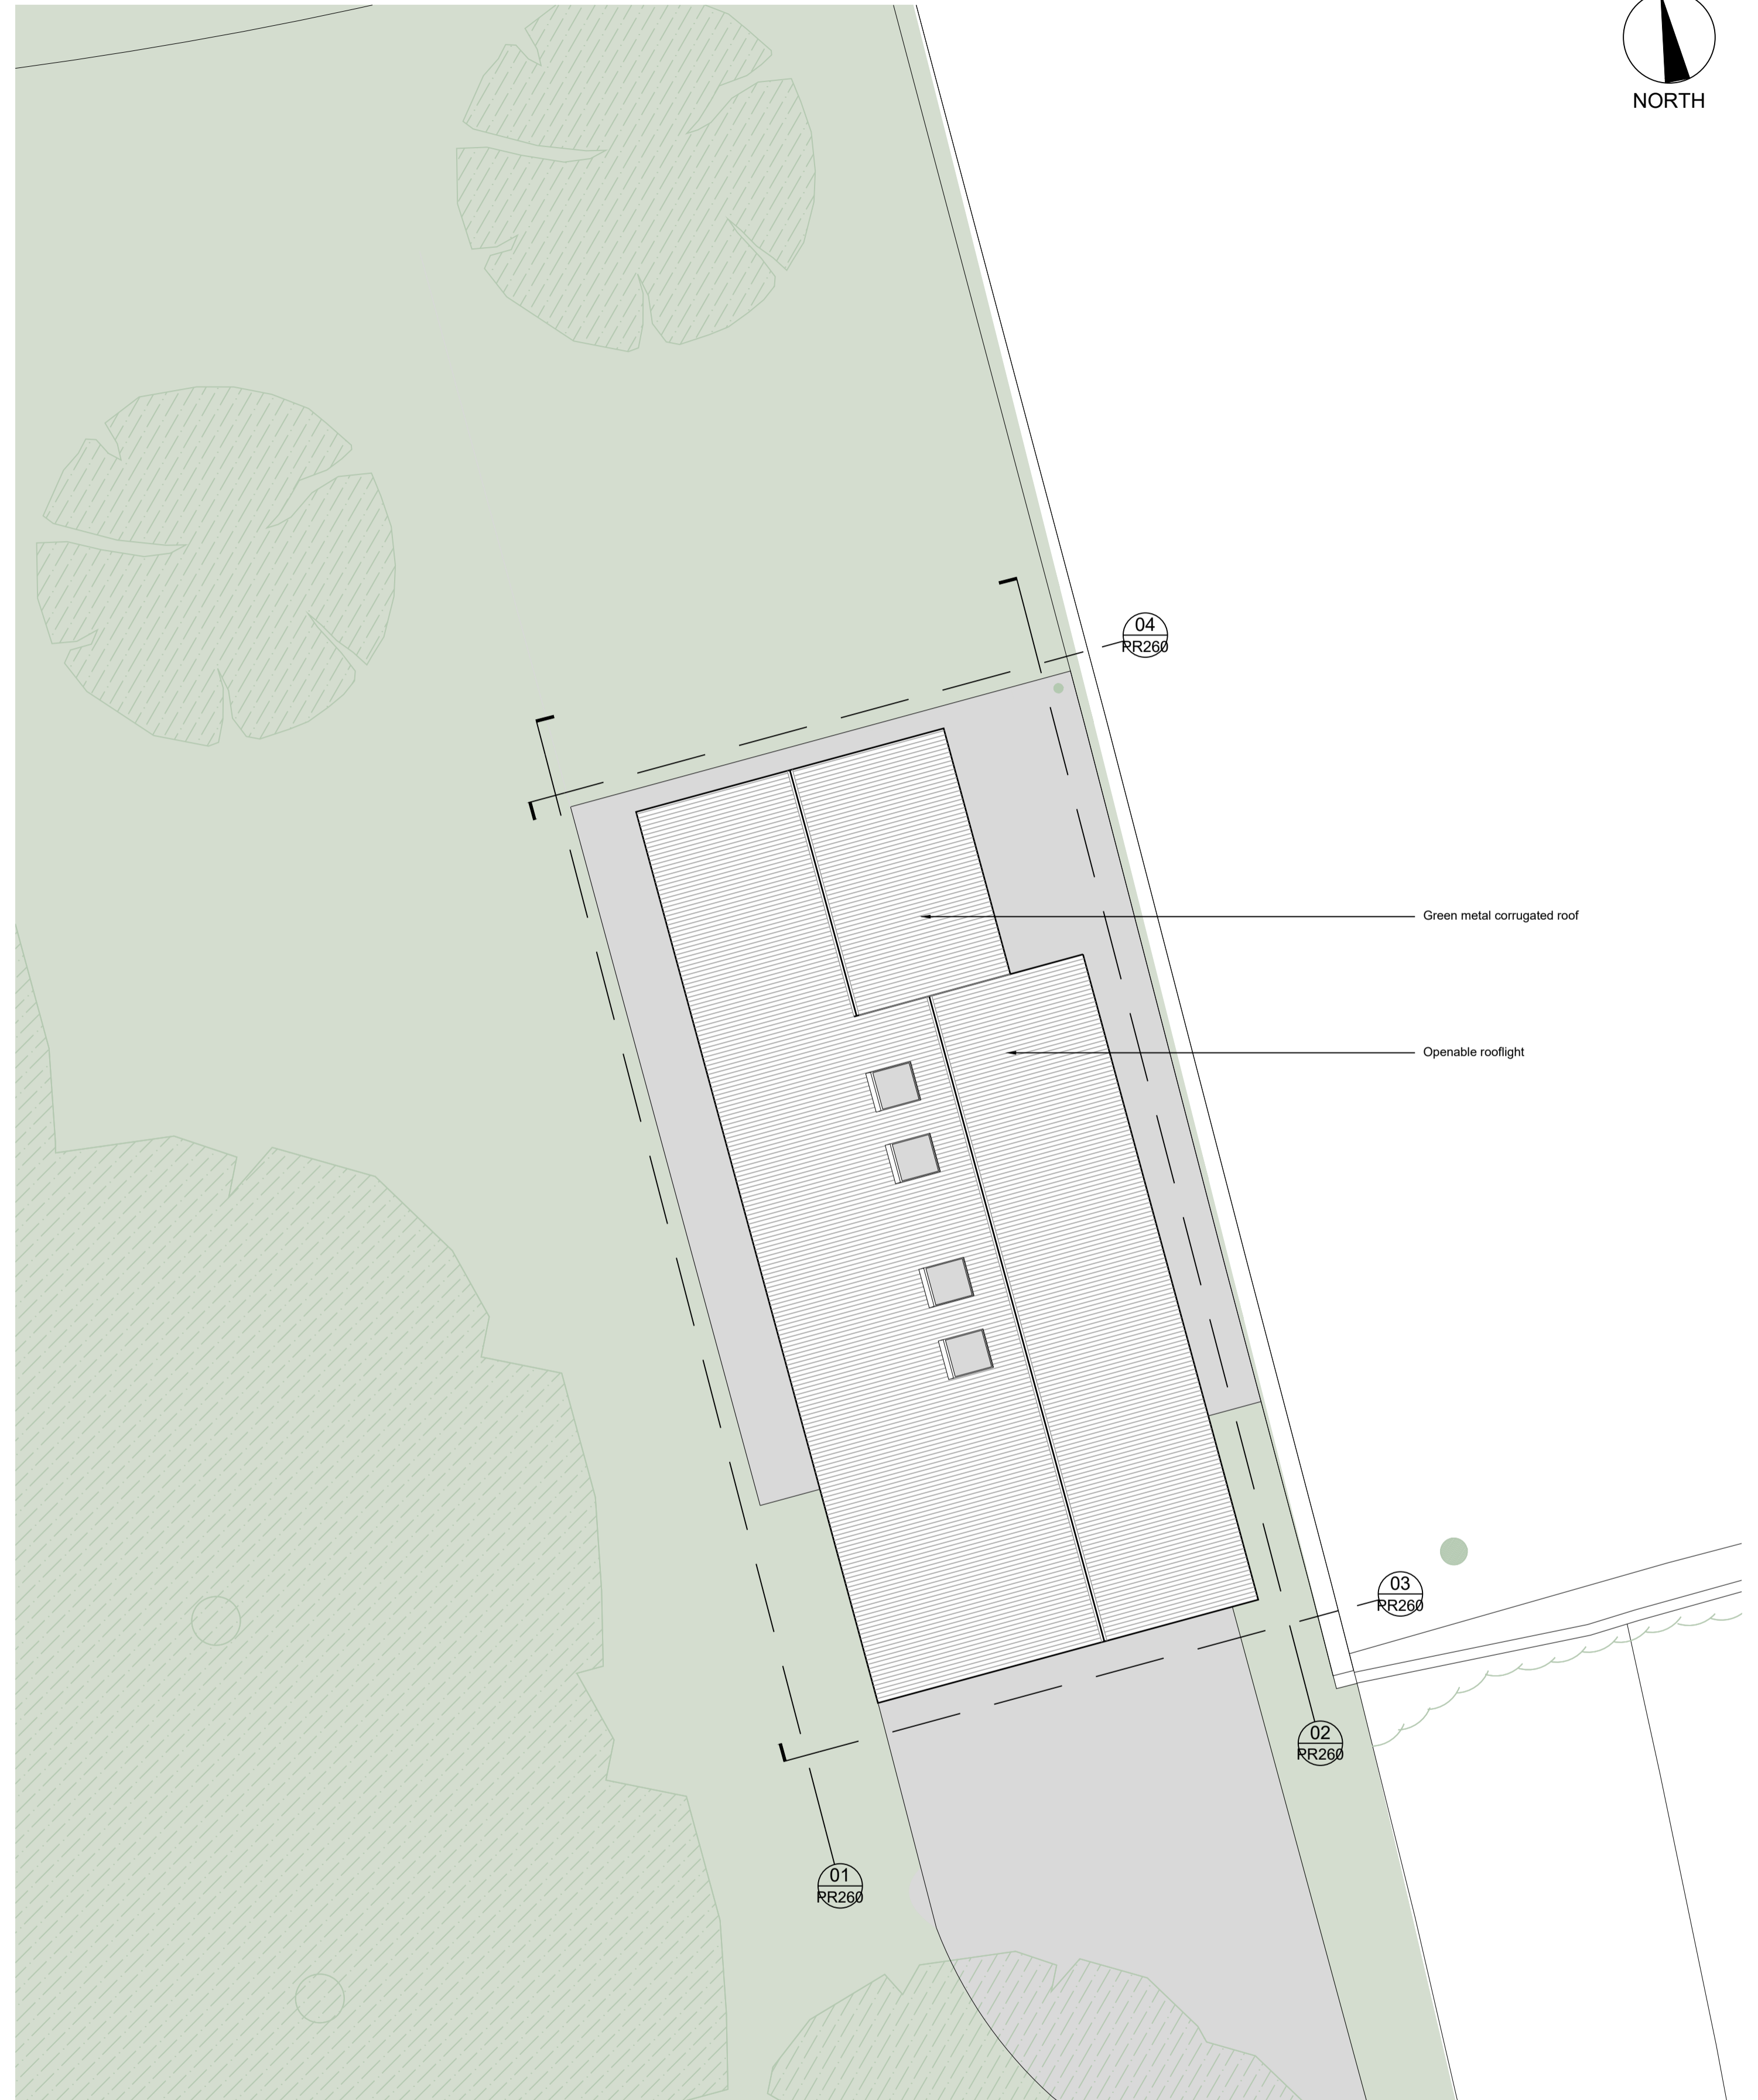 NORTH
04
PR260
Green metal corrugated roof
Openable rooflight
03
PR260
02
PR260
01
PR260